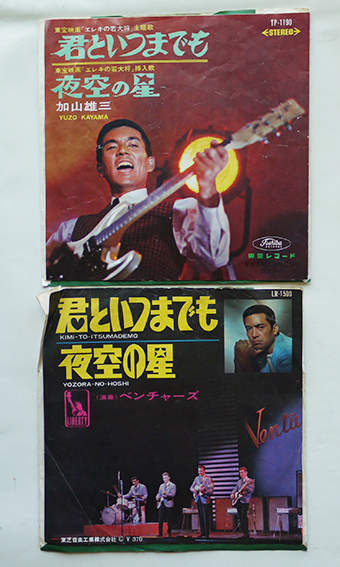 東宝映画「エレキの若大将」主題歌
TP-1190
君といつまでも
STEREO
東宝映画「エレキの若大将」挿入歌
夜空の星
加山雄三
YUZO KAYAMA
Toshiba
RECORDS
東芝レコード
LR-1500
君といつまでも
KIMI-TO-ITSUMADEMO
夜空の星
YOZORA-NO-HOSHI
LIBERTY
(演奏)ベンチャーズ
Ventu
東芝音楽工業株式会社 Ⓒ ¥370